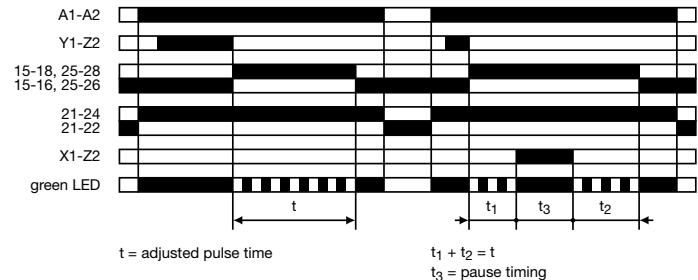 A1-A2
Y1-Z2
15-18, 25-28
15-16, 25-26
21-24
21-22
X1-Z2
green LED
t
t1
t3
t2
t = adjusted pulse time
t1 + t2 = t
t3 = pause timing